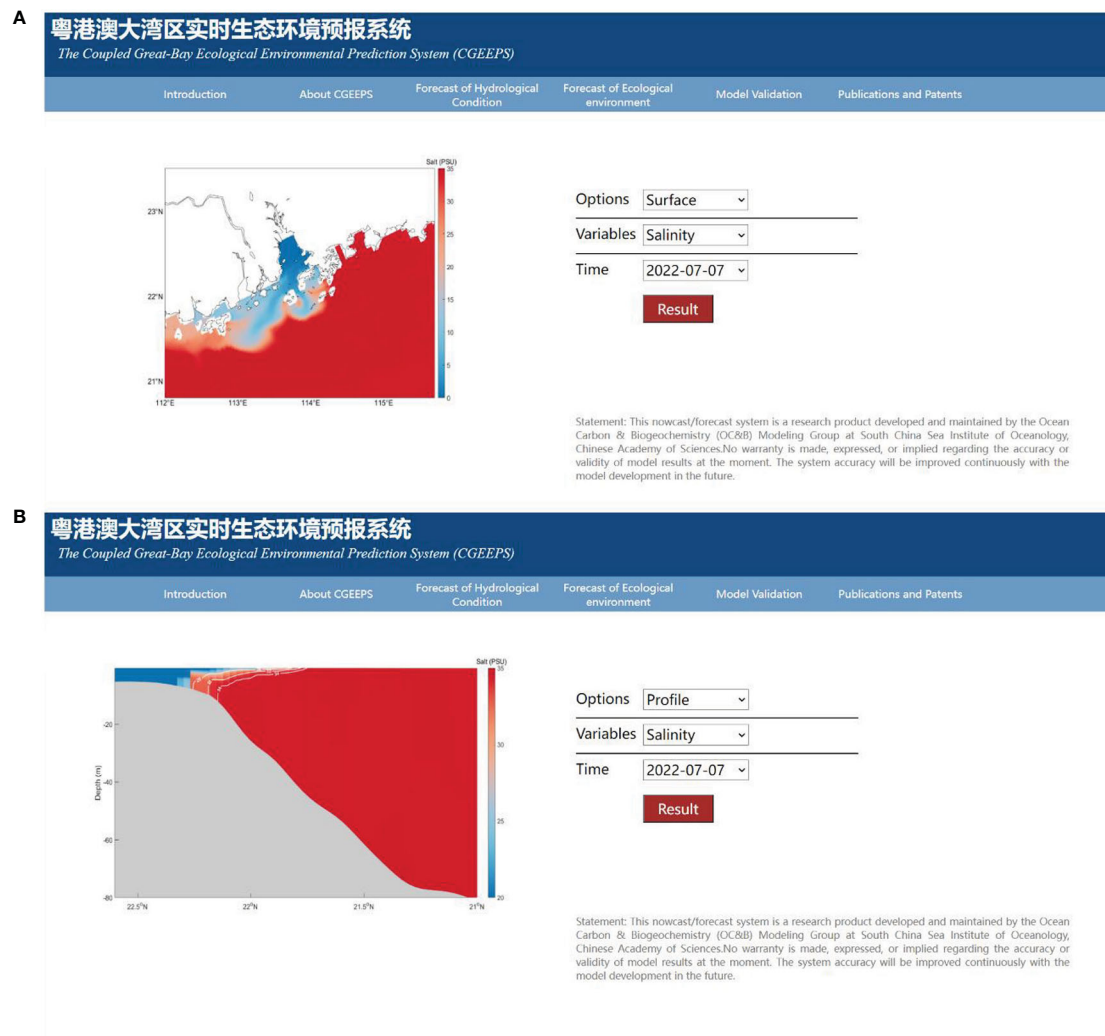 A
粤港澳大湾区实时生态环境预报系统
The Coupled Great-Bay Ecological Environmental Prediction System (CGEEPS)
Introduction
About CGEEPS
Forecast of Hydrological
Condition
Forecast of Ecological
environment
Model Validation
Publications and Patents
Salt (PSU)
35
30
25
20
15
10
5
0
23°N
22°N
21°N
112°E
113°E
114°E
115°E
Options Surface
Variables Salinity
Time 2022-07-07
Result
Statement: This nowcast/forecast system is a research product developed and maintained by the Ocean
Carbon & Biogeochemistry (OC&B) Modeling Group at South China Sea Institute of Oceanology,
Chinese Academy of Sciences.No warranty is made, expressed, or implied regarding the accuracy or
validity of model results at the moment. The system accuracy will be improved continuously with the
model development in the future.
B
粤港澳大湾区实时生态环境预报系统
The Coupled Great-Bay Ecological Environmental Prediction System (CGEEPS)
Introduction
About CGEEPS
Forecast of Hydrological
Condition
Forecast of Ecological
environment
Model Validation
Publications and Patents
Salt (PSU)
35
30
25
20
Depth (m)
-20
-40
-60
-80
22.5°N
22°N
21.5°N
21°N
Options Profile
Variables Salinity
Time 2022-07-07
Result
Statement: This nowcast/forecast system is a research product developed and maintained by the Ocean
Carbon & Biogeochemistry (OC&B) Modeling Group at South China Sea Institute of Oceanology,
Chinese Academy of Sciences.No warranty is made, expressed, or implied regarding the accuracy or
validity of model results at the moment. The system accuracy will be improved continuously with the
model development in the future.